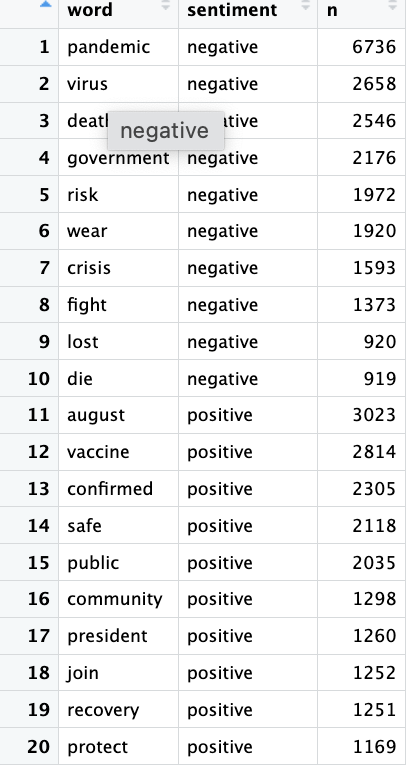 word sentiment n
1 pandemic negative 6736
2 virus negative 2658
3 2546
negative
4 government negative 2176
5 risk negative 1972
6 wear negative 1920
7 crisis negative 1593
8 fight negative 1373
9 lost negative 920
10 die negative 919
11 august positive 3023
12 vaccine positive 2814
13 confirmed positive 2305
14 safe positive 2118
15 public positive 2035
16 community positive 1298
17 president positive 1260
18 join positive 1252
19 recovery positive 1251
20 protect positive 1169